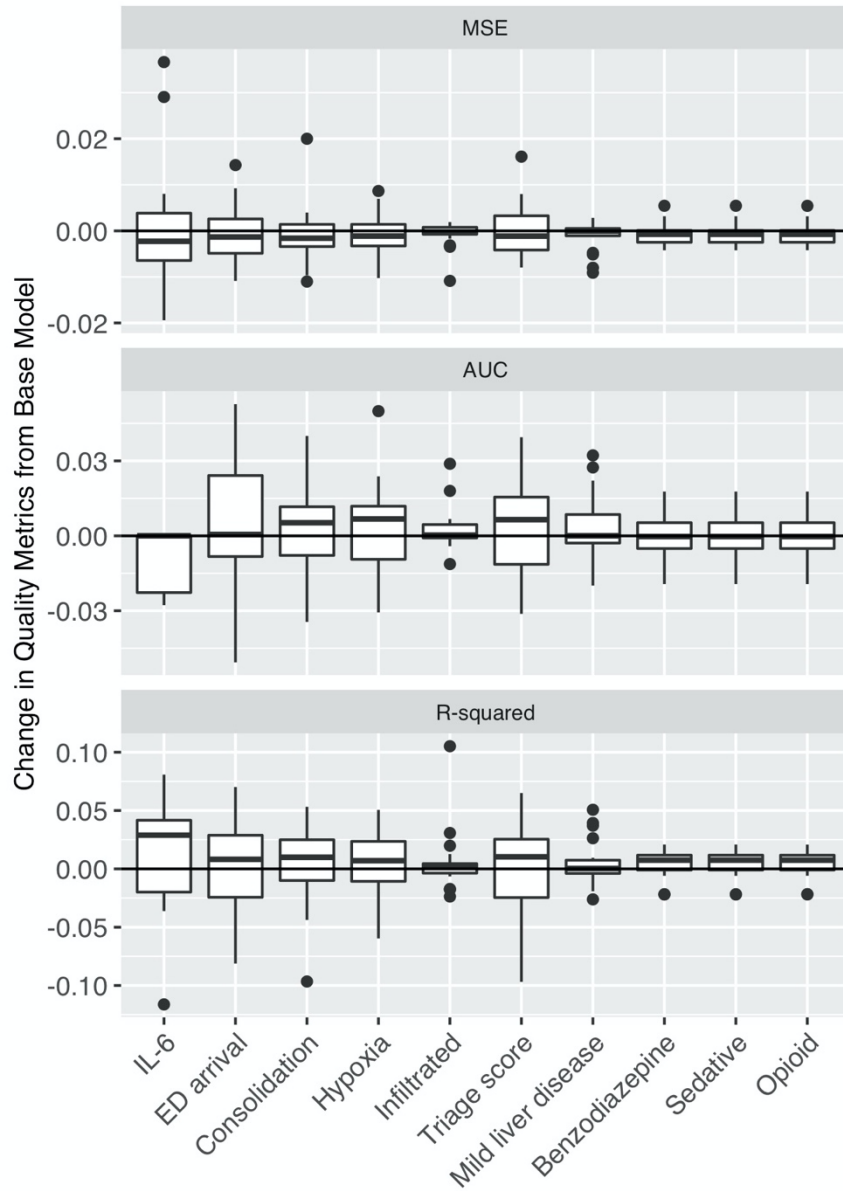 MSE
0.02
0.00
-0.02
AUC
0.03
0.00
-0.03
R-squared
0.10
0.05
0.00
-0.05
-0.10
Change in Quality Metrics from Base Model
IL-6
ED arrival
Consolidation
Hypoxia
Infiltrated
Triage score
Mild liver disease
Benzodiazepine
Sedative
Opioid